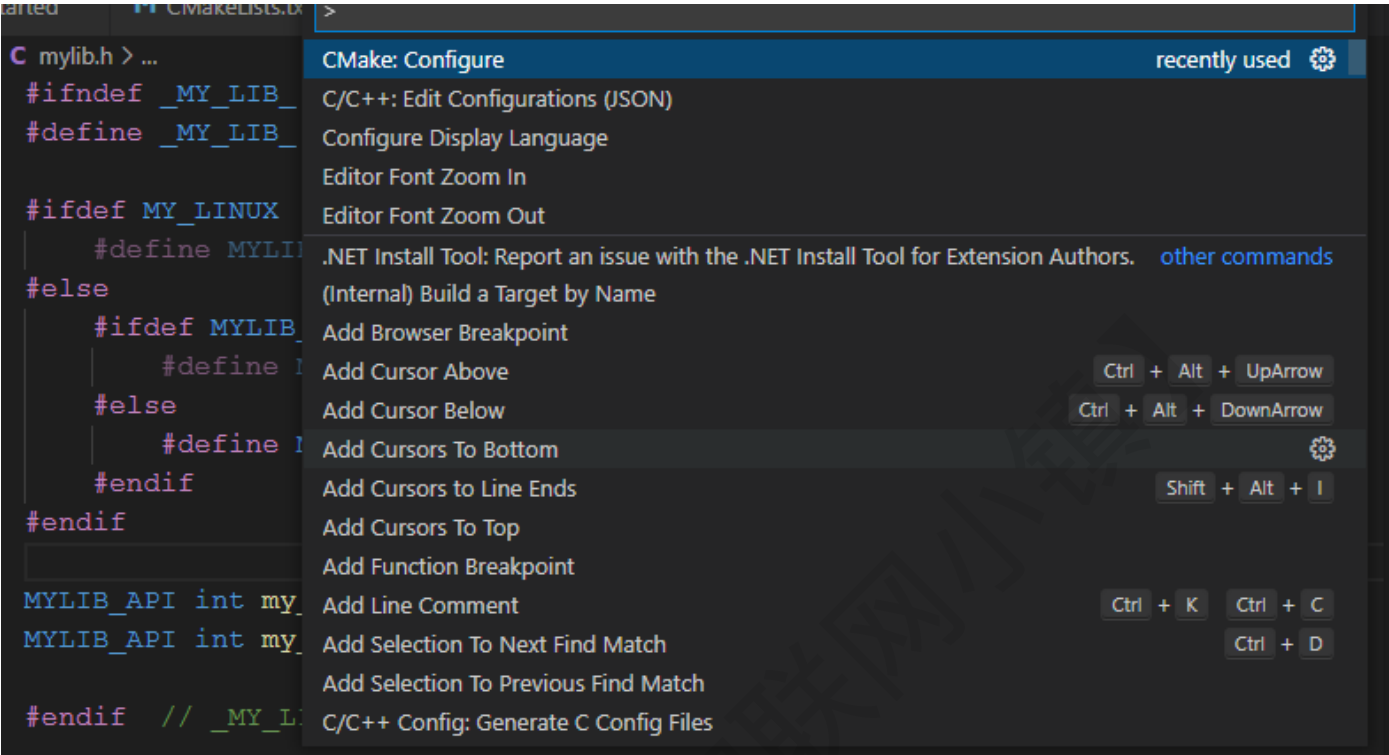 CMakeLists.tx
>
C mylib.h > ...
#ifndef _MY_LIB_
#define _MY_LIB_
#ifdef MY_LINUX
#define MYLIB
#else
#ifdef MYLIB_
#define
#else
#define
#endif
#endif
MYLIB_API int my_
MYLIB_API int my_
#endif // _MY_LI
CMake: Configure recently used
C/C++: Edit Configurations (JSON)
Configure Display Language
Editor Font Zoom In
Editor Font Zoom Out
.NET Install Tool: Report an issue with the .NET Install Tool for Extension Authors. other commands
(Internal) Build a Target by Name
Add Browser Breakpoint
Add Cursor Above Ctrl + Alt + UpArrow
Add Cursor Below Ctrl + Alt + DownArrow
Add Cursors To Bottom
Add Cursors to Line Ends Shift + Alt + I
Add Cursors To Top
Add Function Breakpoint
Add Line Comment Ctrl + K Ctrl + C
Add Selection To Next Find Match Ctrl + D
Add Selection To Previous Find Match
C/C++ Config: Generate C Config Files
联网小镇】